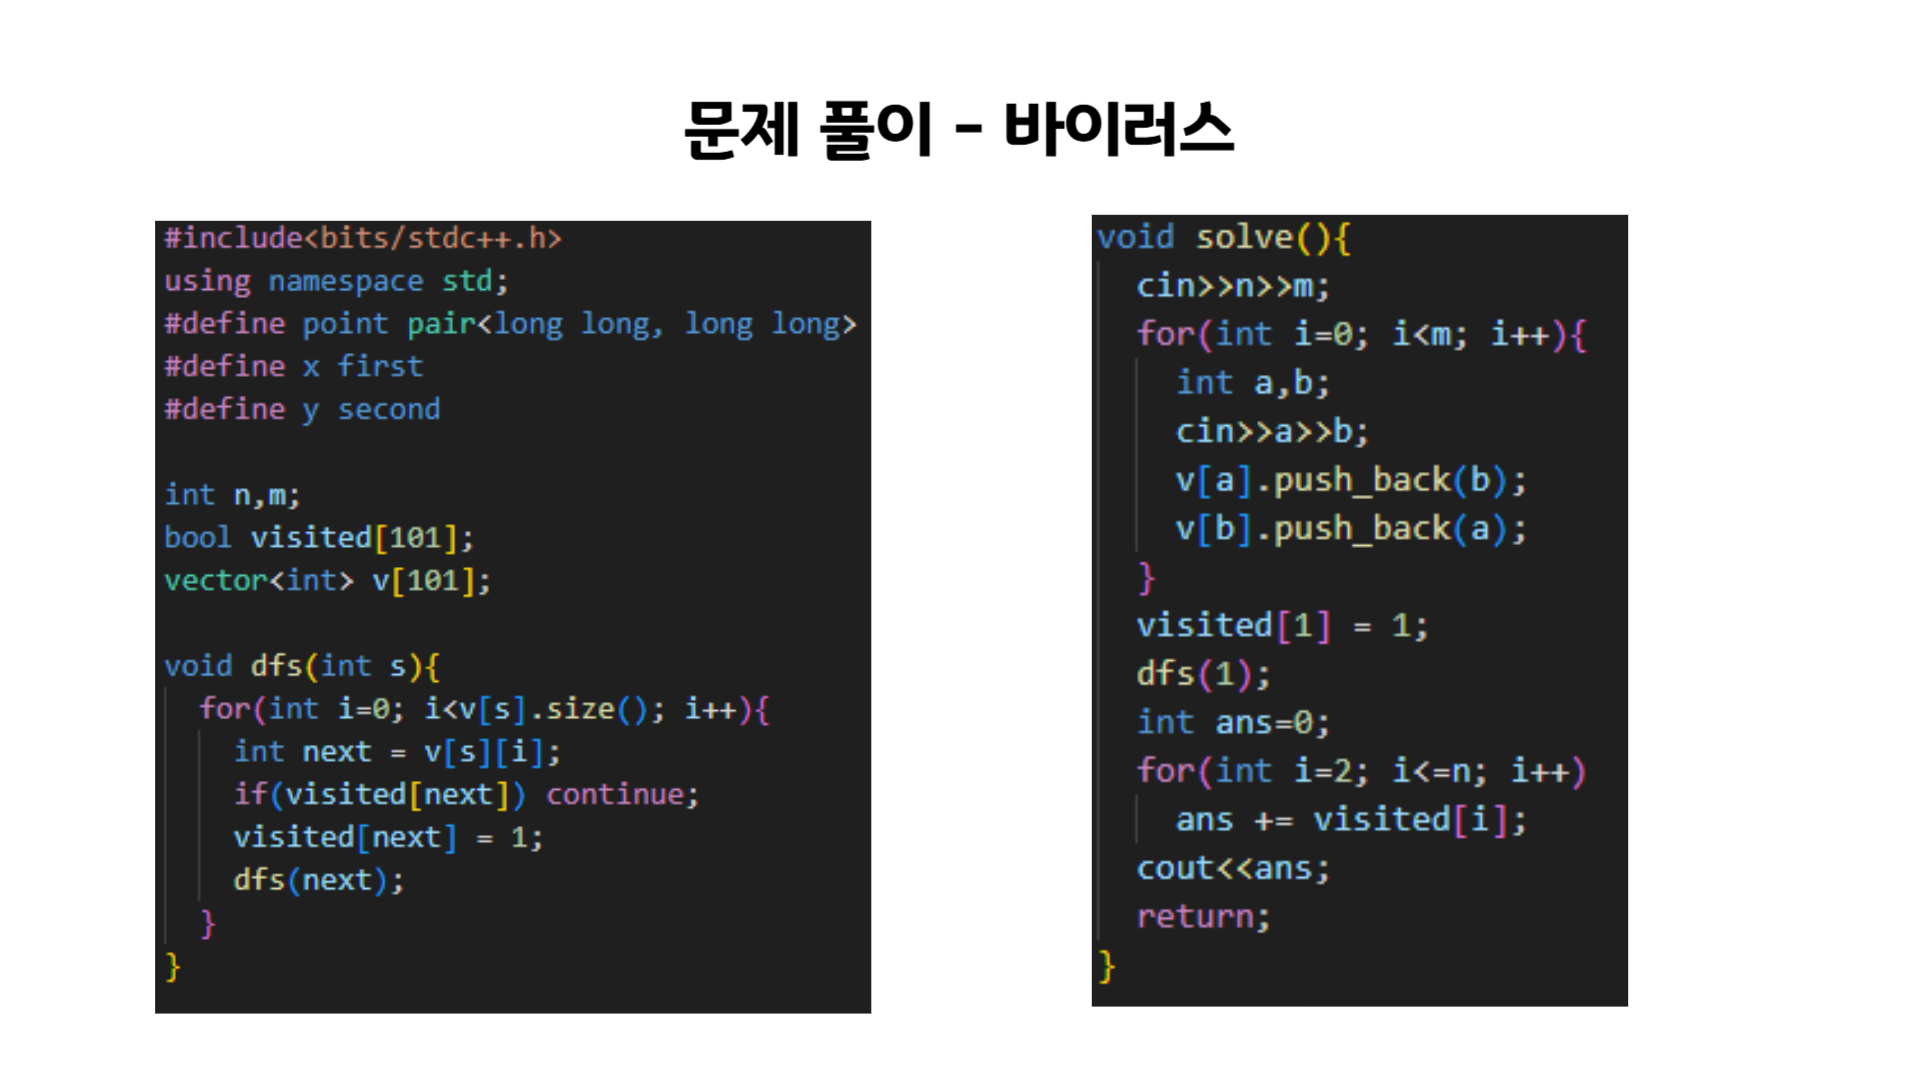 문제 풀이 - 바이러스
#include<bits/stdc++.h>
using namespace std;
#define point pair<long long, long long>
#define x first
#define y second
int n,m;
bool visited[101];
vector<int> v[101];
void dfs(int s){
for(int i=0; i<v[s].size(); i++){
int next = v[s][i];
if(visited[next]) continue;
visited[next] = 1;
dfs(next);
}
}
void solve(){
cin>>n>>m;
for(int i=0; i<m; i++){
int a,b;
cin>>a>>b;
v[a].push_back(b);
v[b].push_back(a);
}
visited[1] = 1;
dfs(1);
int ans=0;
for(int i=2; i<=n; i++)
ans += visited[i];
cout<<ans;
return;
}